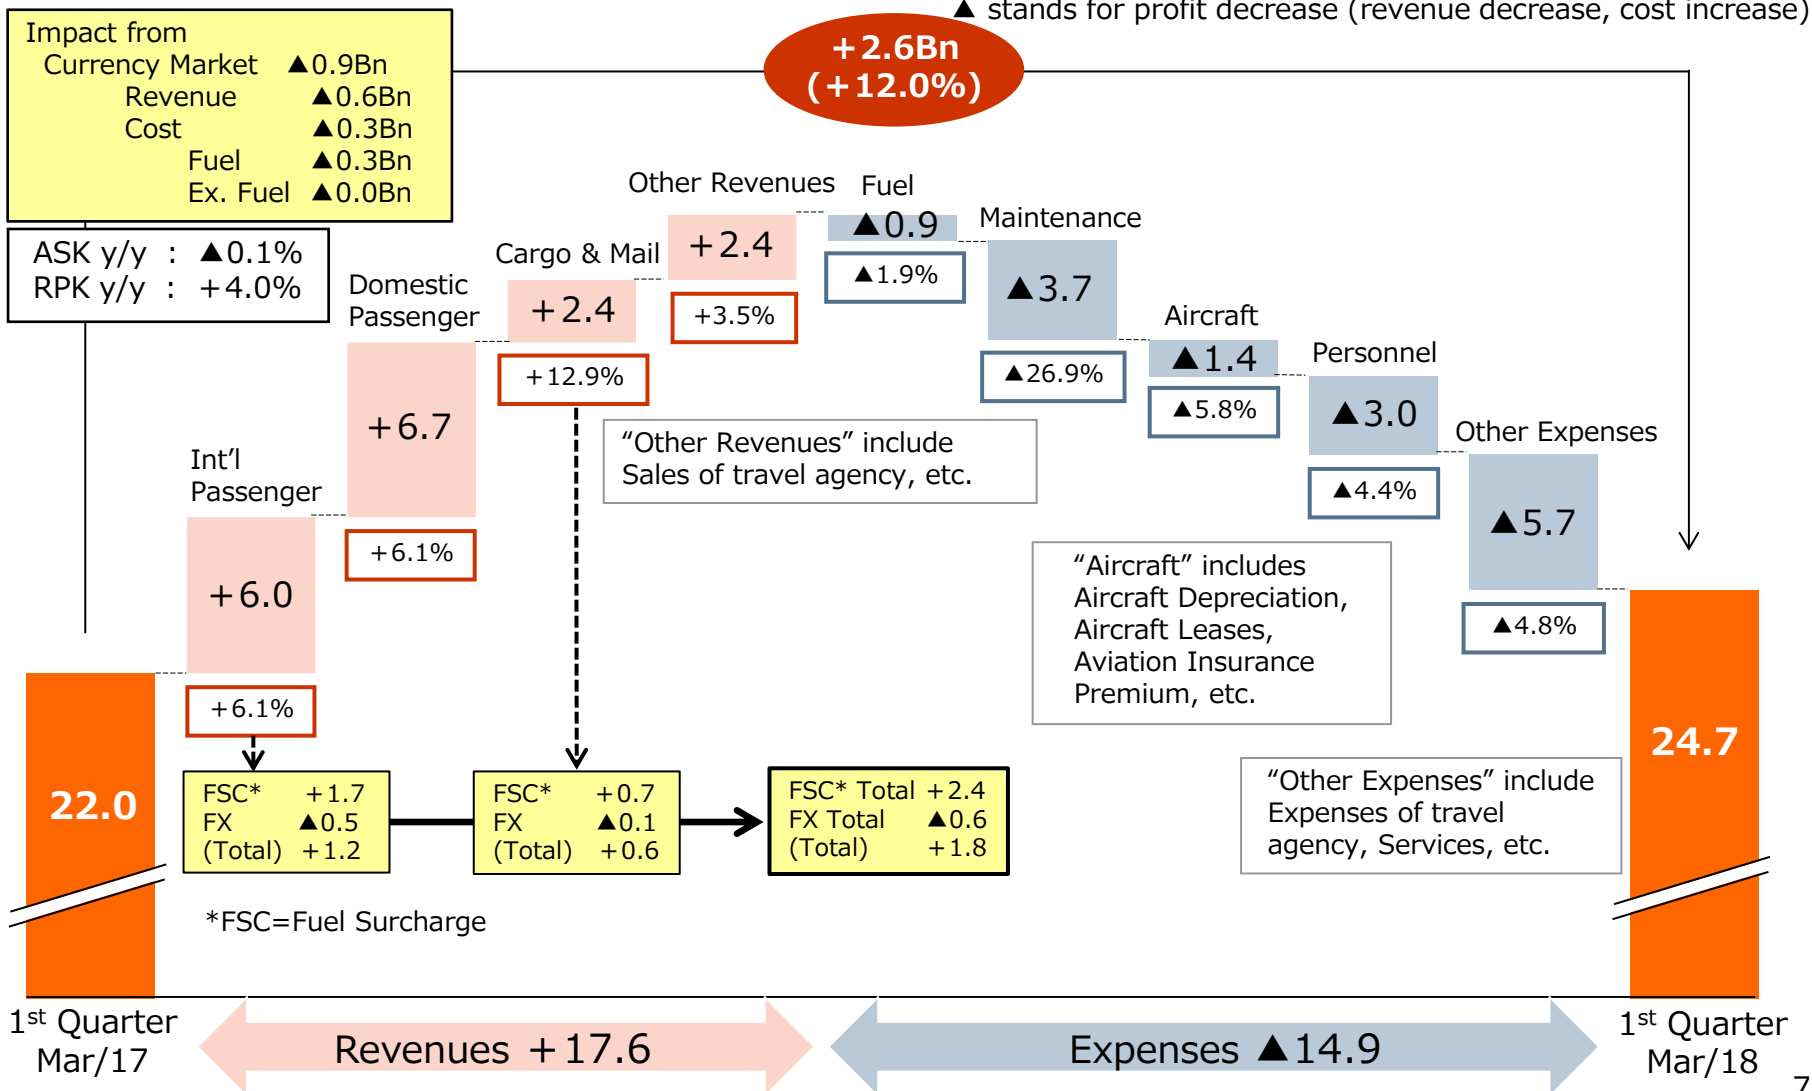 ▲ stands for profit decrease (revenue decrease, cost increase)
Impact from
Currency Market ▲0.9Bn
Revenue ▲0.6Bn
Cost ▲0.3Bn
Fuel ▲0.3Bn
Ex. Fuel ▲0.0Bn
+2.6Bn
(+12.0%)
ASK y/y : ▲0.1%
RPK y/y : +4.0%
Int’l
Passenger
+6.0
+6.1%
Domestic
Passenger
+6.7
+6.1%
Cargo & Mail
+2.4
+12.9%
Other Revenues
+2.4
+3.5%
Fuel
▲0.9
▲1.9%
Maintenance
▲3.7
▲26.9%
Aircraft
▲1.4
▲5.8%
Personnel
▲3.0
▲4.4%
Other Expenses
▲5.7
▲4.8%
“Other Revenues” include
Sales of travel agency, etc.
“Aircraft” includes
Aircraft Depreciation,
Aircraft Leases,
Aviation Insurance
Premium, etc.
“Other Expenses” include
Expenses of travel
agency, Services, etc.
22.0
24.7
FSC* +1.7
FX ▲0.5
(Total) +1.2
FSC* +0.7
FX ▲0.1
(Total) +0.6
FSC* Total +2.4
FX Total ▲0.6
(Total) +1.8
*FSC=Fuel Surcharge
1st Quarter
Mar/17
Revenues +17.6
Expenses ▲14.9
1st Quarter
Mar/18
7